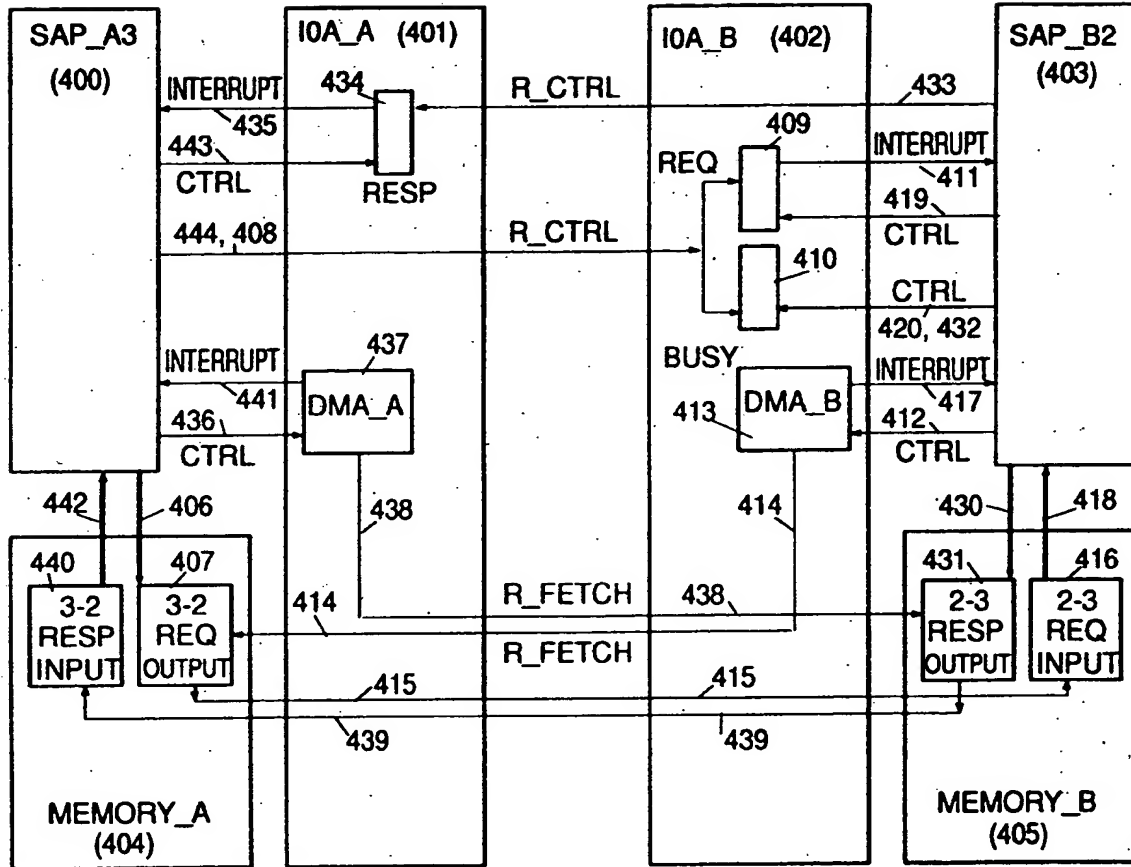 SAP_A3
(400)
I0A_A (401)
I0A_B (402)
SAP_B2
(403)
434
INTERRUPT
435
R_CTRL
433
443
CTRL
RESP
409
REQ
INTERRUPT
411
419
CTRL
444, 408
R_CTRL
410
CTRL
420, 432
437
BUSY
INTERRUPT
441
DMA_A
DMA_B
INTERRUPT
417
436
CTRL
413
412
CTRL
442
406
438
414
430
418
440
3-2
RESP
INPUT
407
3-2
REQ
OUTPUT
414
R_FETCH
438
R_FETCH
431
2-3
RESP
OUTPUT
416
2-3
REQ
INPUT
415
415
439
439
MEMORY_A
(404)
MEMORY_B
(405)